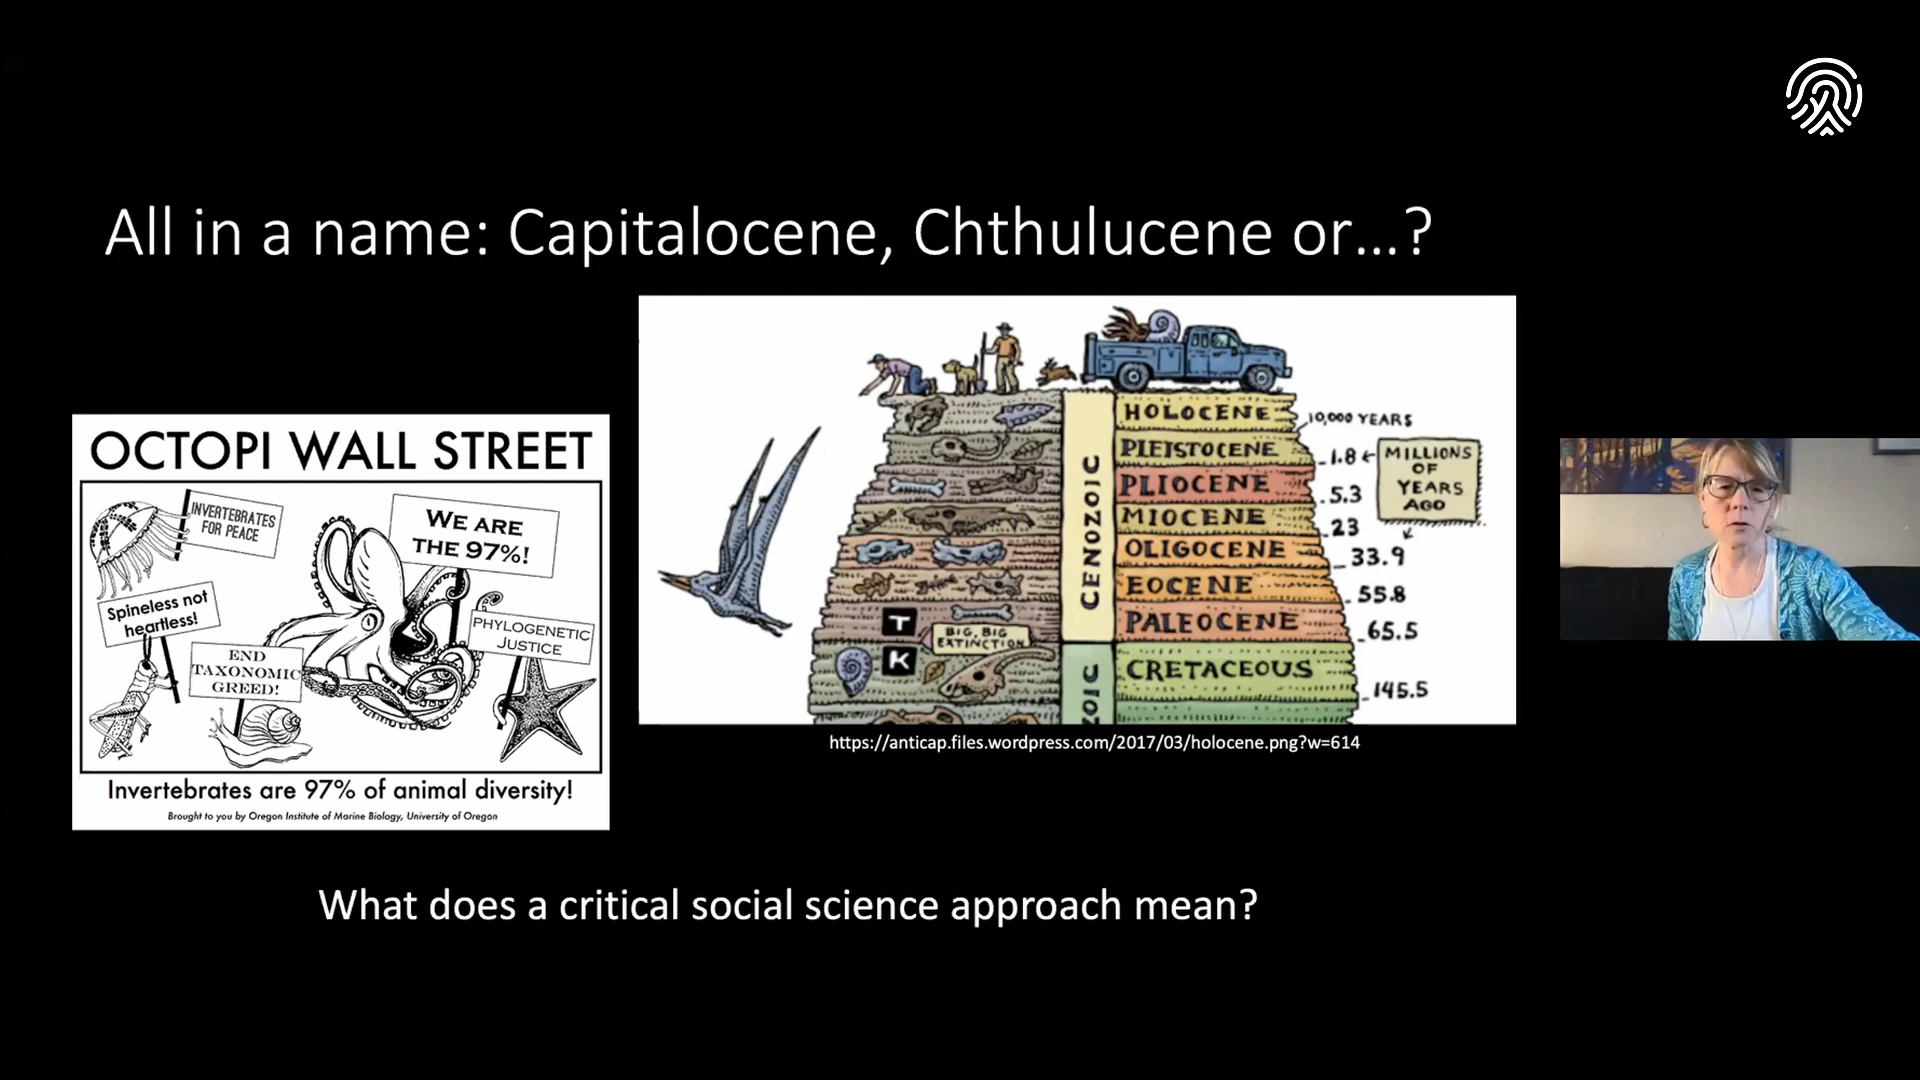 All in a name: Capitalocene, Chthulucene or...?
OCTOPI WALL STREET
INVERTEBRATES
FOR PEACE
WE ARE
THE 97%!
Spineless not
heartless!
PHYLOGENETIC
JUSTICE
END
TAXONOMIC
GREED!
Invertebrates are 97% of animal diversity!
Brought to you by Oregon Institute of Marine Biology, University of Oregon
CENOZOIC
HOLOCENE
10,000 YEARS
PLEISTOCENE
1.8
MILLIONS
OF
YEARS
AGO
PLIOCENE
5.3
MIOCENE
23
OLIGOCENE
33.9
EOCENE
55.8
T
PALEOCENE
65.5
BIG, BIG
EXTINCTION
K
ZOIC
CRETACEOUS
145.5
https://anticap.files.wordpress.com/2017/03/holocene.png?w=614
What does a critical social science approach mean?